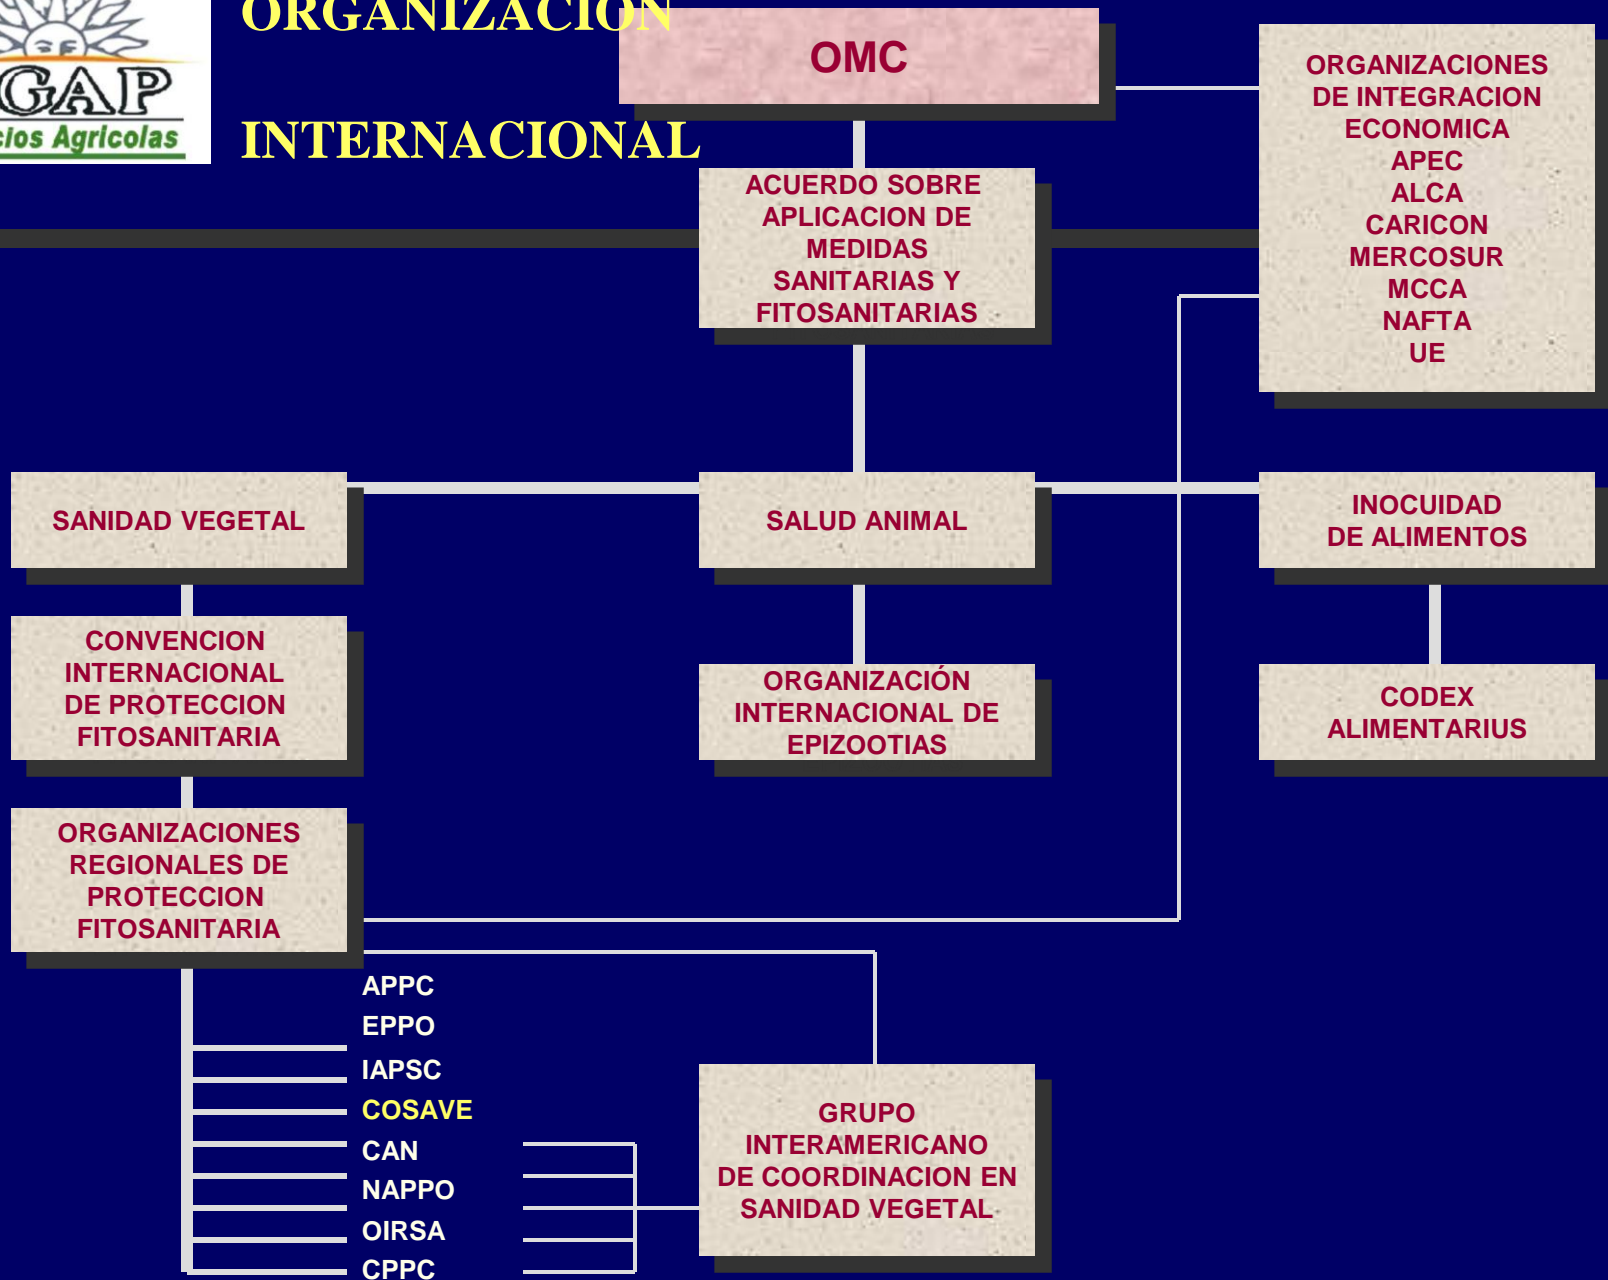 ORGANIZACIÓN
INTERNACIONAL
GAP
cios Agrícolas
OMC
ORGANIZACIONES
DE INTEGRACION
ECONOMICA
APEC
ALCA
CARICON
MERCOSUR
MCCA
NAFTA
UE
ACUERDO SOBRE
APLICACION DE
MEDIDAS
SANITARIAS Y
FITOSANITARIAS
SANIDAD VEGETAL
SALUD ANIMAL
INOCUIDAD
DE ALIMENTOS
CONVENCION
INTERNACIONAL
DE PROTECCION
FITOSANITARIA
ORGANIZACIÓN
INTERNACIONAL DE
EPIZOOTIAS
CODEX
ALIMENTARIUS
ORGANIZACIONES
REGIONALES DE
PROTECCION
FITOSANITARIA
APPC
EPPO
IAPSC
COSAVE
CAN
NAPPO
OIRSA
CPPC
GRUPO
INTERAMERICANO
DE COORDINACION EN
SANIDAD VEGETAL